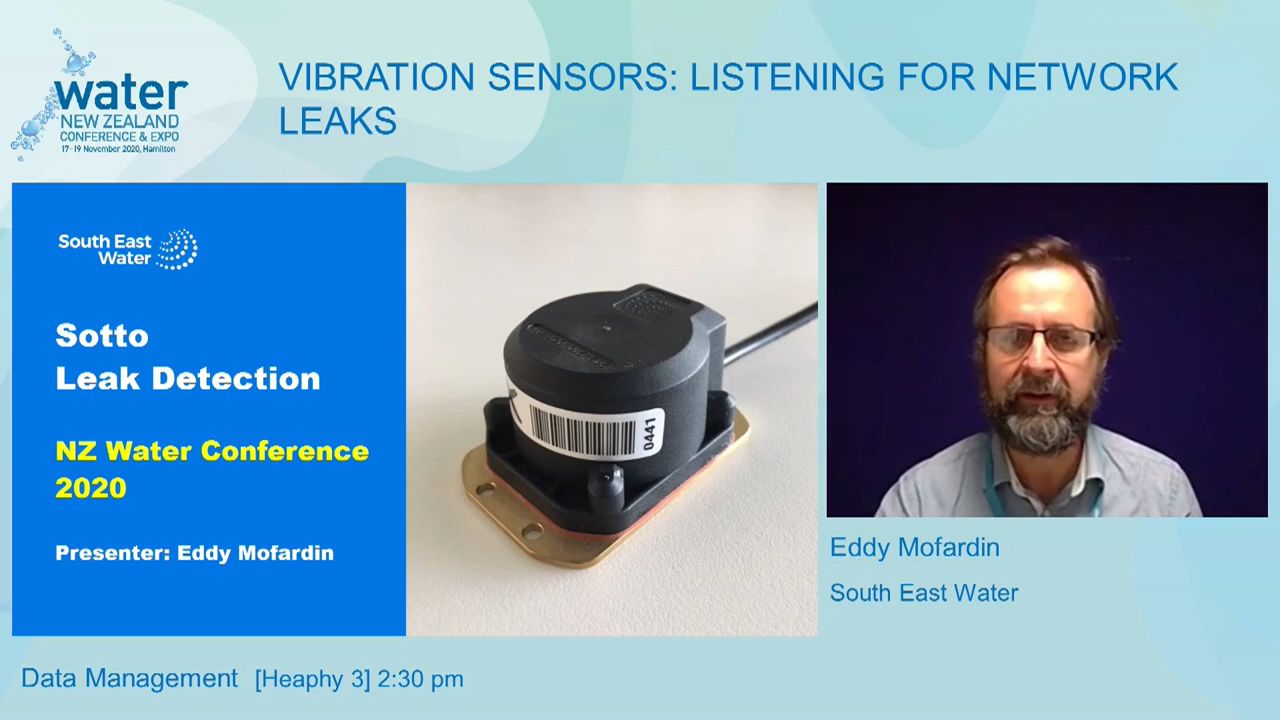 water
NEW ZEALAND
CONFERENCE & EXPO
17-19 November 2020, Hamilton
VIBRATION SENSORS: LISTENING FOR NETWORK
LEAKS
South East
Water
Sotto
Leak Detection
NZ Water Conference
2020
Presenter: Eddy Mofardin
0441
Eddy Mofardin
South East Water
Data Management [Heaphy 3] 2:30 pm